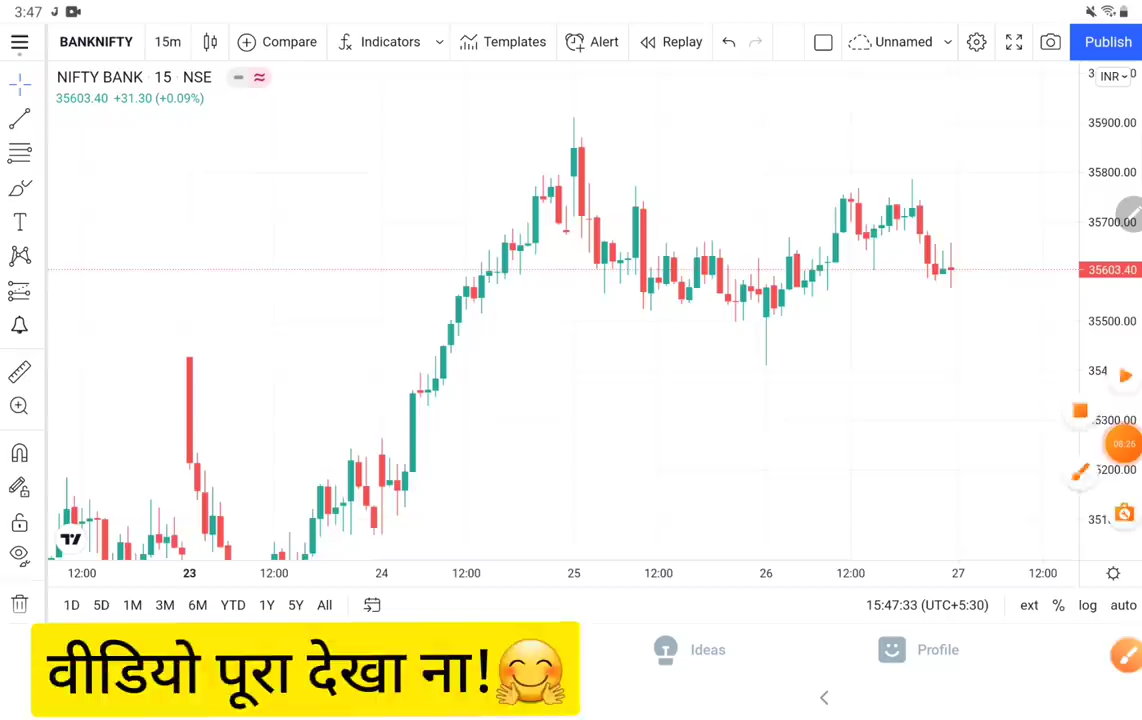 3:47 J
BANKNIFTY 15m Compare Indicators Templates Alert Replay Unnamed Publish
NIFTY BANK 15 NSE
35603.40 +31.30 (+0.09%)
INR
35900.00
35800.00
35700.00
35603.40
35500.00
08:26
12:00 23 12:00 24 12:00 25 12:00 26 12:00 27 12:00
1D 5D 1M 3M 6M YTD 1Y 5Y All 15:47:33 (UTC+5:30) ext % log auto
वीडियो पूरा देखा ना!🤗
Ideas Profile